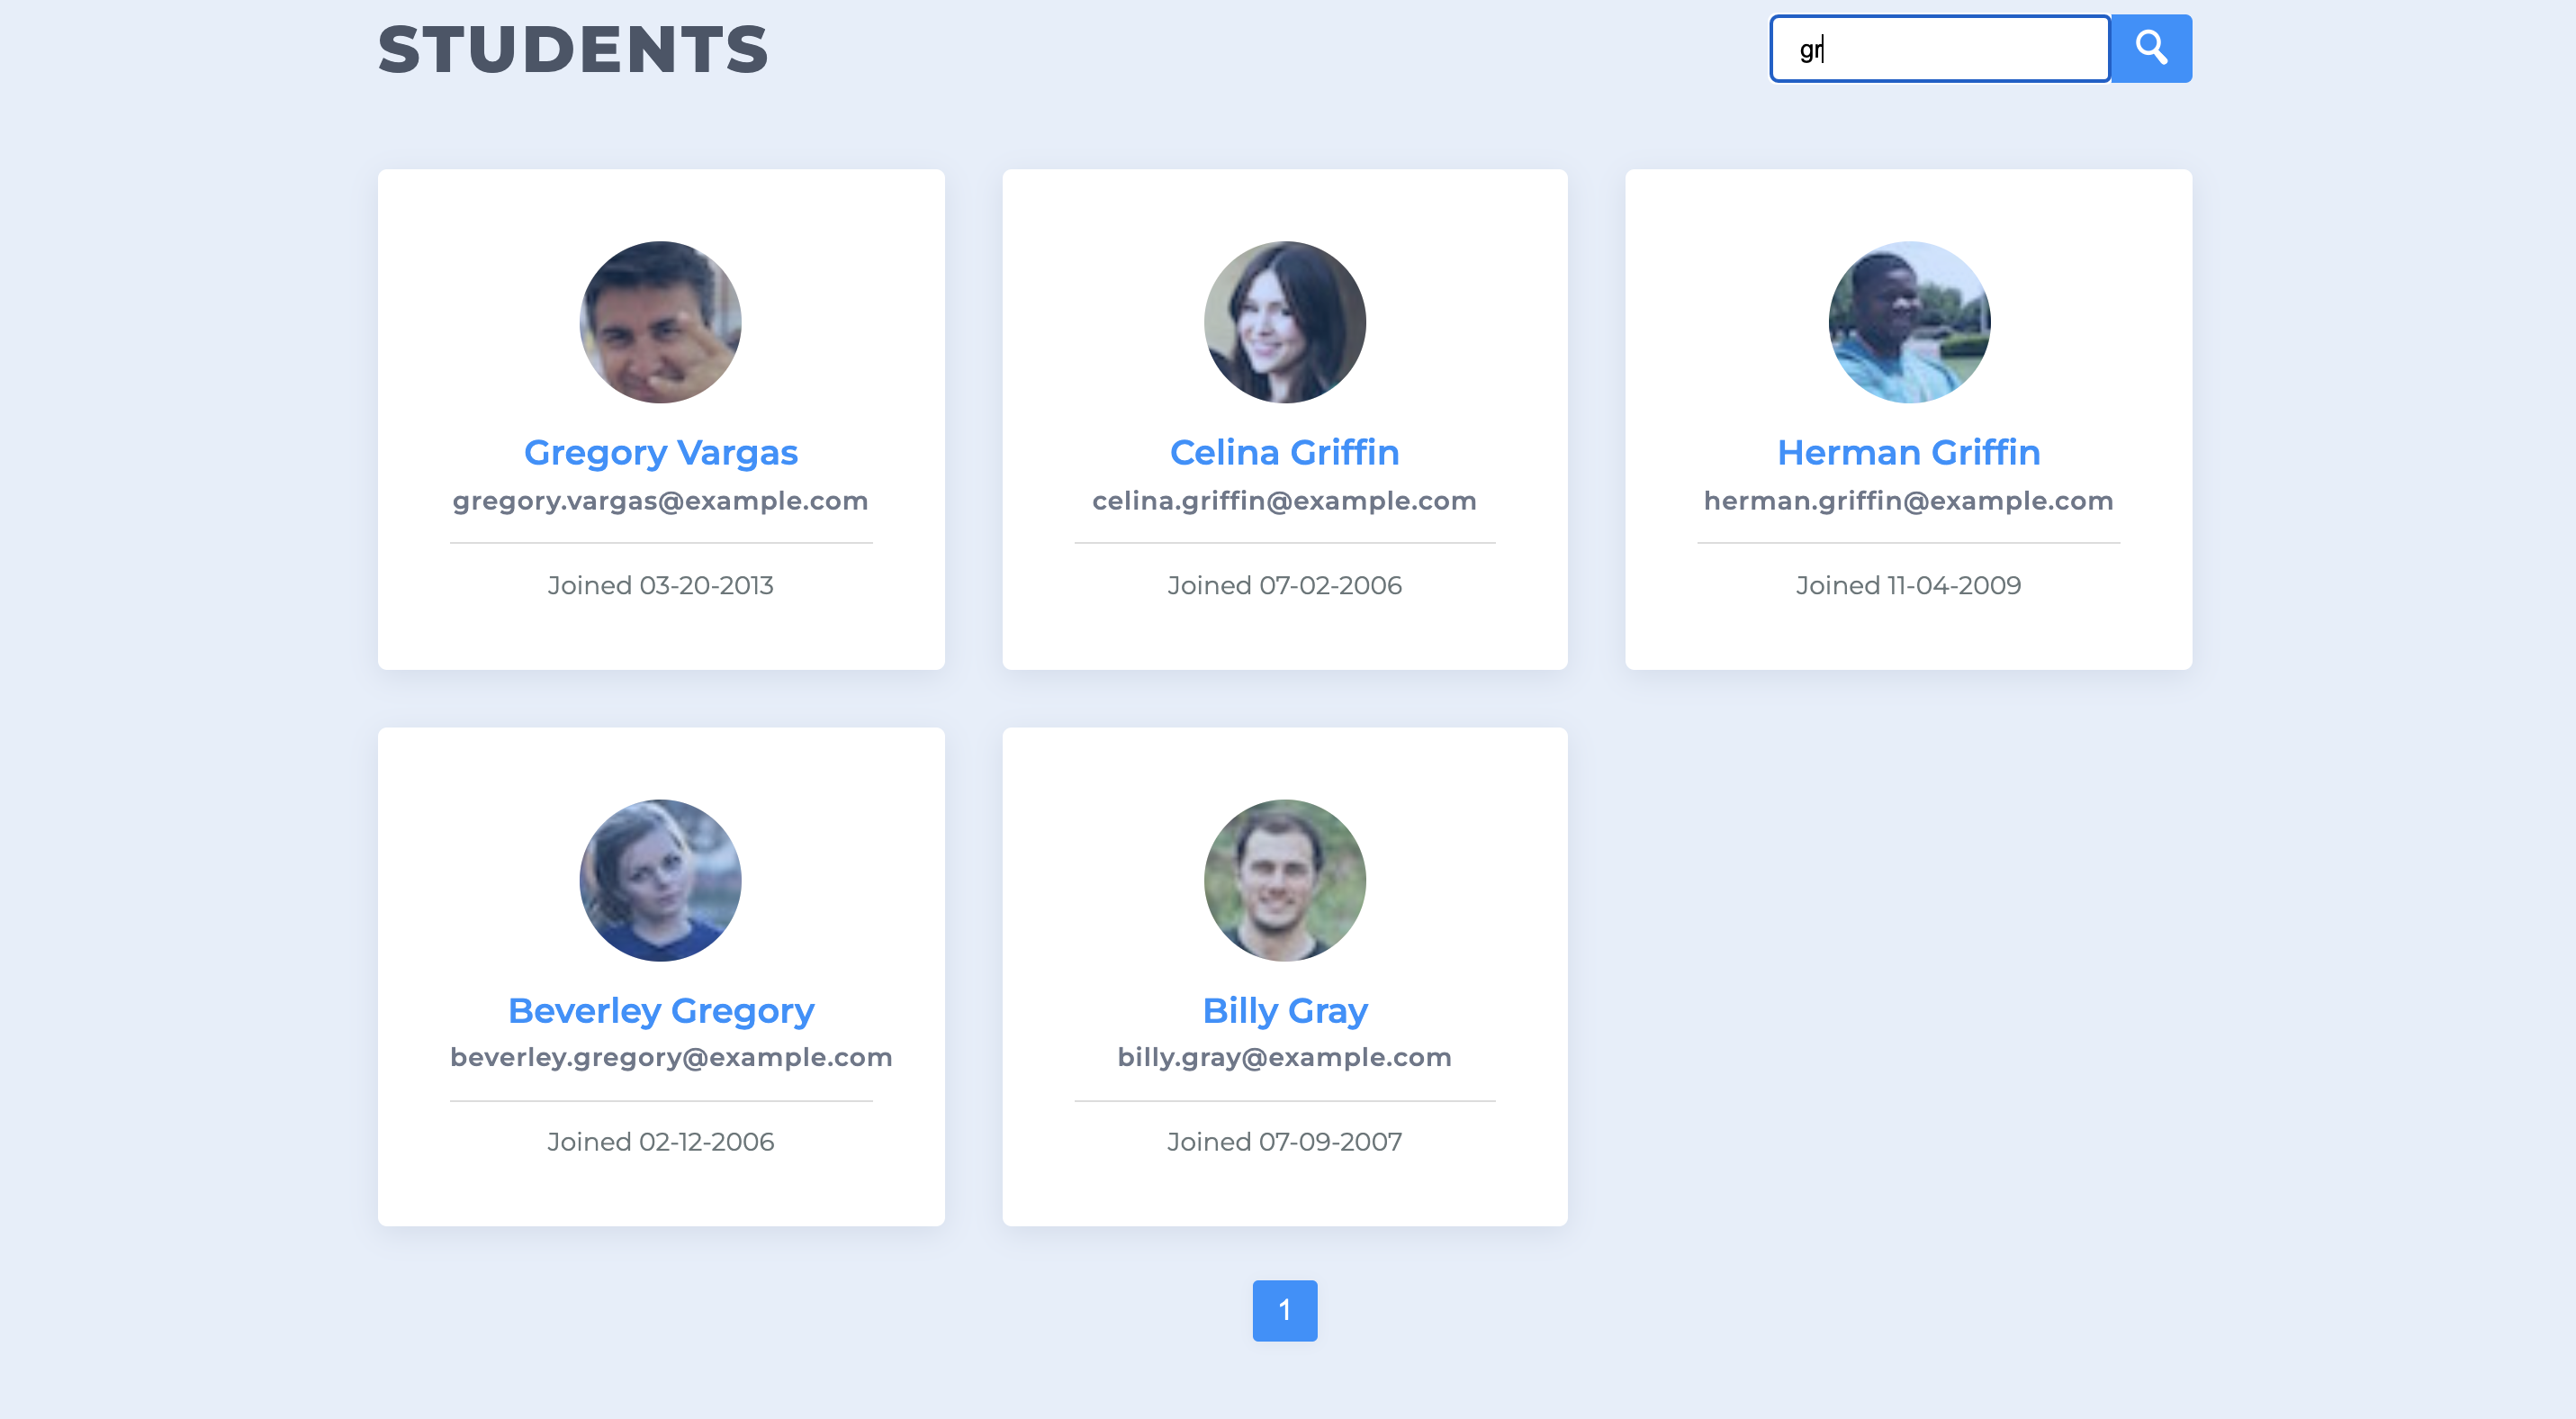 STUDENTS
gr
Gregory Vargas
gregory.vargas@example.com
Joined 03-20-2013
Celina Griffin
celina.griffin@example.com
Joined 07-02-2006
Herman Griffin
herman.griffin@example.com
Joined 11-04-2009
Beverley Gregory
beverley.gregory@example.com
Joined 02-12-2006
Billy Gray
billy.gray@example.com
Joined 07-09-2007
1